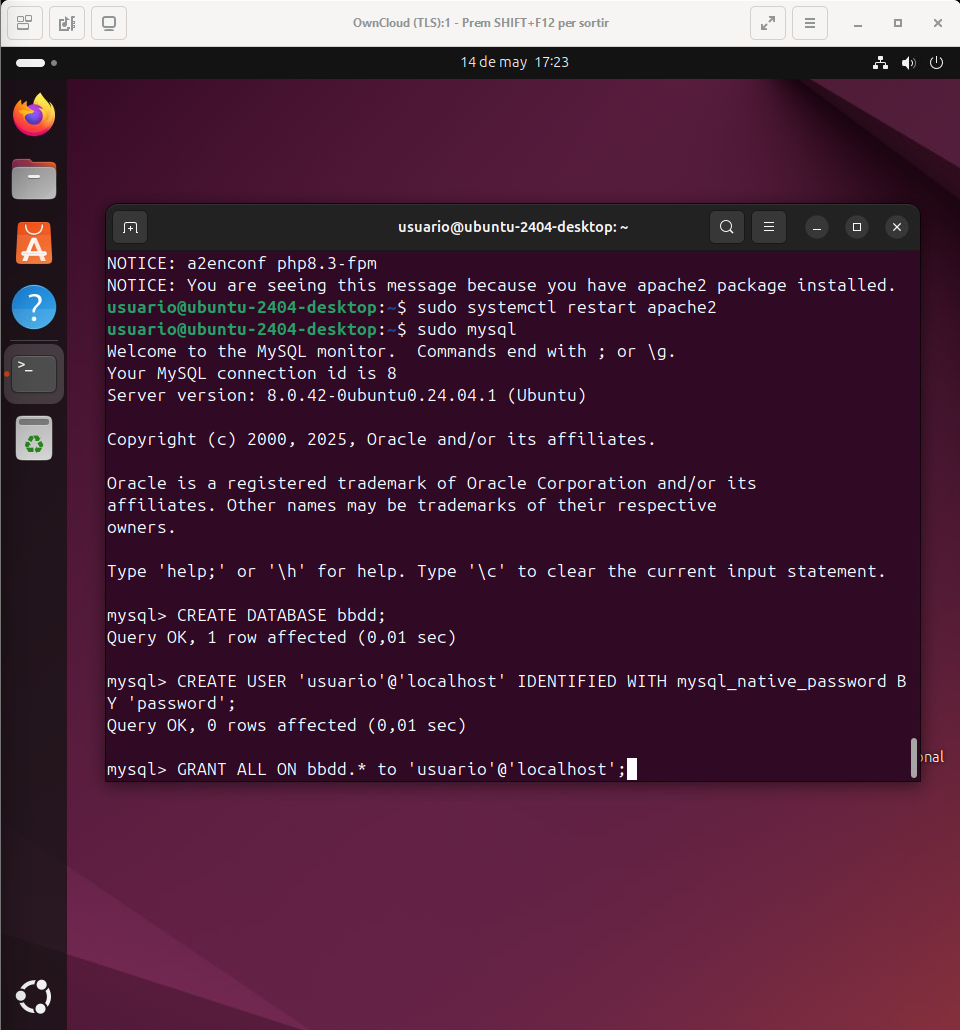 OwnCloud (TLS):1 - Prem SHIFT+F12 per sortir
14 de may 17:23
usuario@ubuntu-2404-desktop: ~
NOTICE: a2enconf php8.3-fpm
NOTICE: You are seeing this message because you have apache2 package installed.
usuario@ubuntu-2404-desktop:~$ sudo systemctl restart apache2
usuario@ubuntu-2404-desktop:~$ sudo mysql
Welcome to the MySQL monitor.  Commands end with ; or \g.
Your MySQL connection id is 8
Server version: 8.0.42-0ubuntu0.24.04.1 (Ubuntu)
Copyright (c) 2000, 2025, Oracle and/or its affiliates.
Oracle is a registered trademark of Oracle Corporation and/or its
affiliates. Other names may be trademarks of their respective
owners.
Type 'help;' or '\h' for help. Type '\c' to clear the current input statement.
mysql> CREATE DATABASE bbdd;
Query OK, 1 row affected (0,01 sec)
mysql> CREATE USER 'usuario'@'localhost' IDENTIFIED WITH mysql_native_password B
Y 'password';
Query OK, 0 rows affected (0,01 sec)
onal
mysql> GRANT ALL ON bbdd.* to 'usuario'@'localhost';